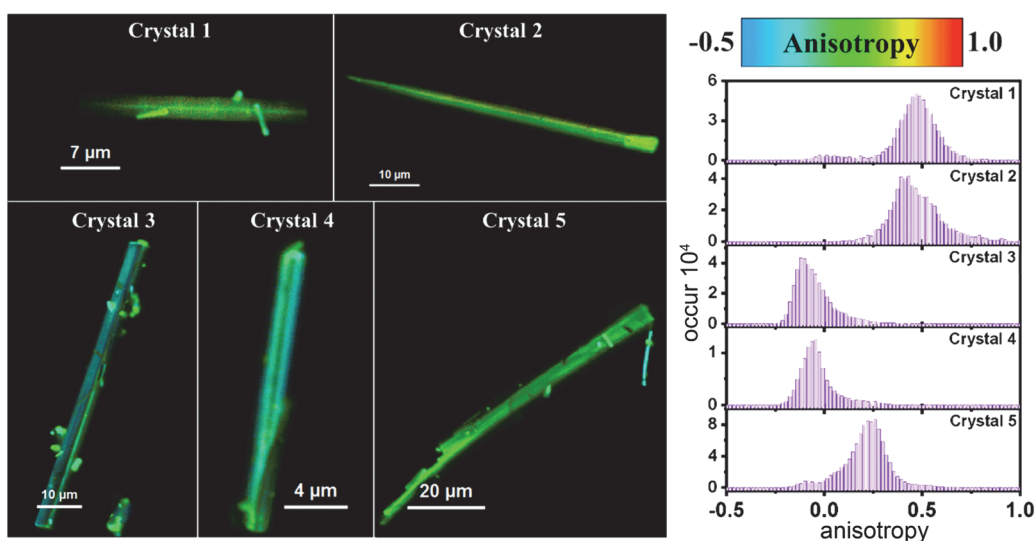 Crystal 1
7 µm
Crystal 2
10 µm
Crystal 3
10 µm
Crystal 4
4 µm
Crystal 5
20 µm
-0.5 Anisotropy 1.0
occur 10⁴
6
3
0
Crystal 1
4
2
0
Crystal 2
4
2
0
Crystal 3
1
0
Crystal 4
8
4
0
Crystal 5
-0.5 0.0 0.5 1.0
anisotropy